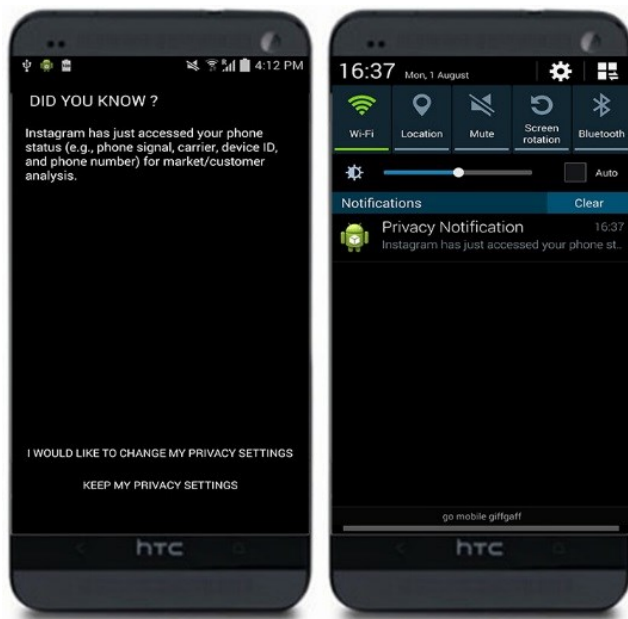 4:12 PM
DID YOU KNOW ?
Instagram has just accessed your phone
status (e.g., phone signal, carrier, device ID,
and phone number) for market/customer
analysis.
I WOULD LIKE TO CHANGE MY PRIVACY SETTINGS
KEEP MY PRIVACY SETTINGS
hTC
16:37 Mon, 1 August
Wi-Fi Location Mute Screen rotation Bluetooth
Auto
Notifications Clear
Privacy Notification 16:37
Instagram has just accessed your phone st..
go mobile giffgaff
hTC